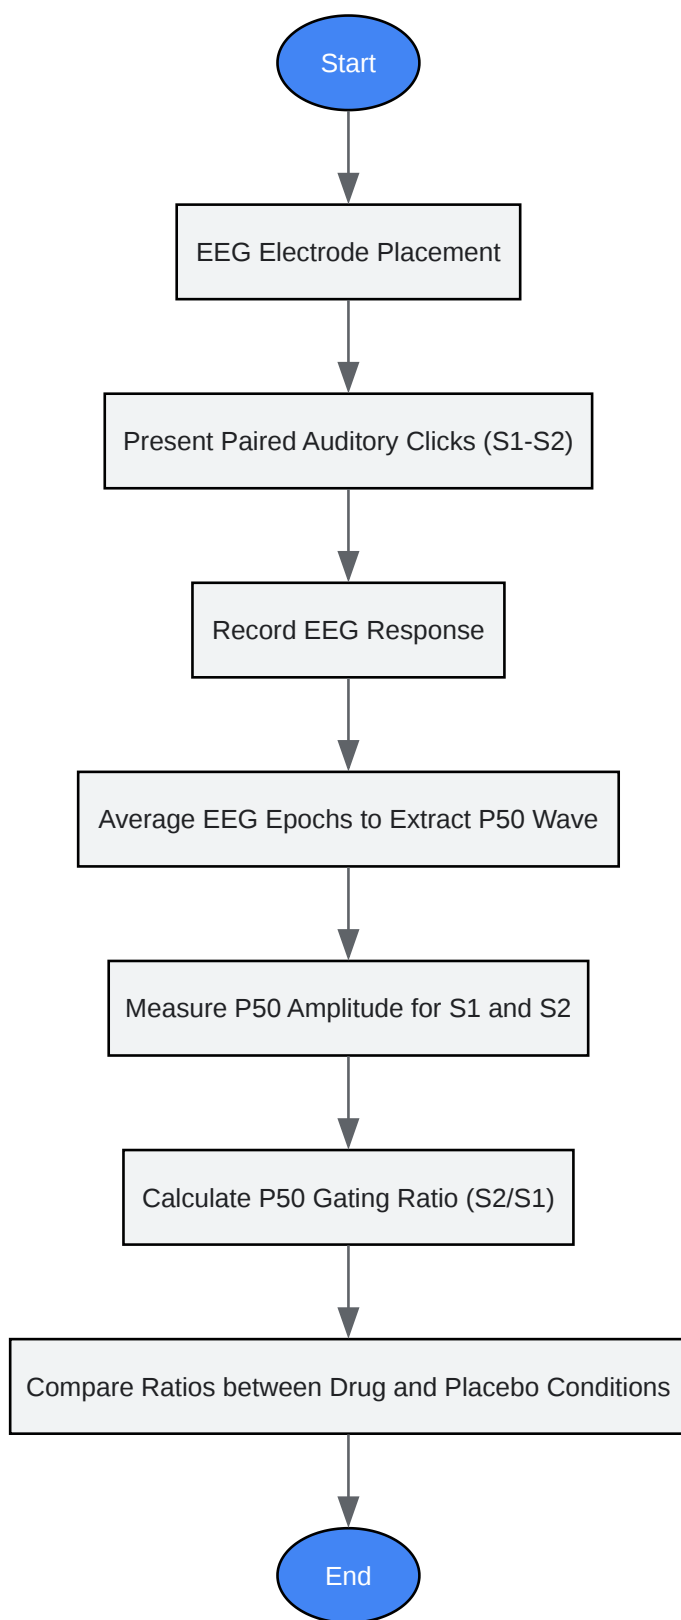 Start
EEG Electrode Placement
Present Paired Auditory Clicks (S1-S2)
Record EEG Response
Average EEG Epochs to Extract P50 Wave
Measure P50 Amplitude for S1 and S2
Calculate P50 Gating Ratio (S2/S1)
Compare Ratios between Drug and Placebo Conditions
End